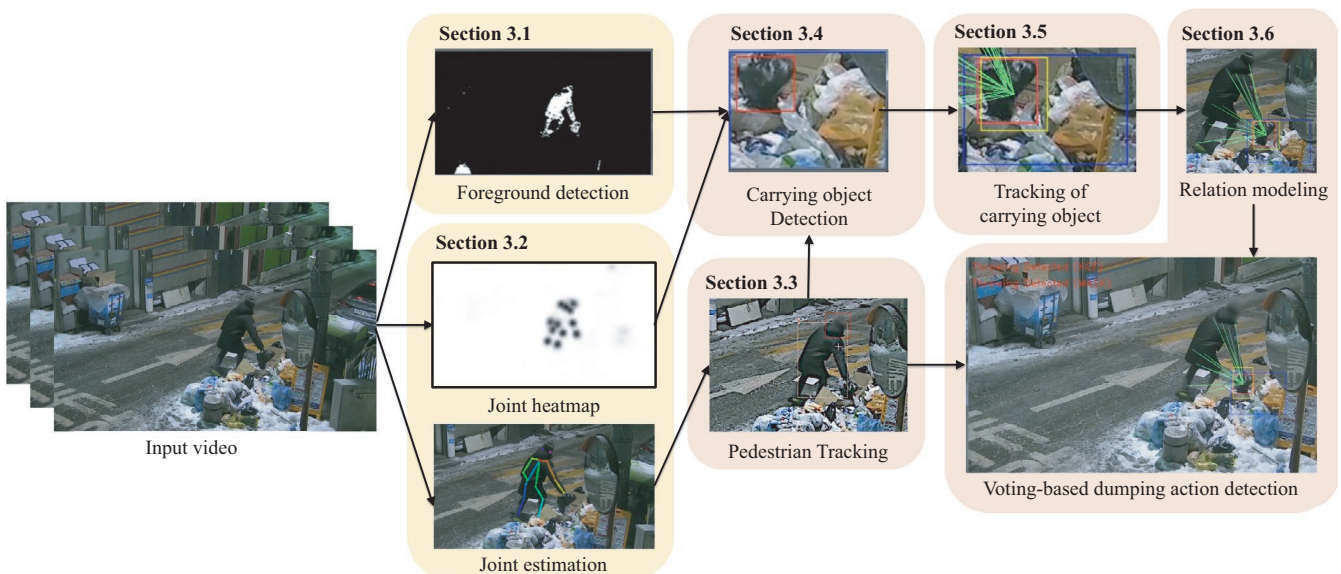 Section 3.1
Foreground detection
Section 3.2
Joint heatmap
Joint estimation
Input video
Section 3.3
Pedestrian Tracking
Section 3.4
Carrying object
Detection
Section 3.5
Tracking of
carrying object
Section 3.6
Relation modeling
Voting-based dumping action detection